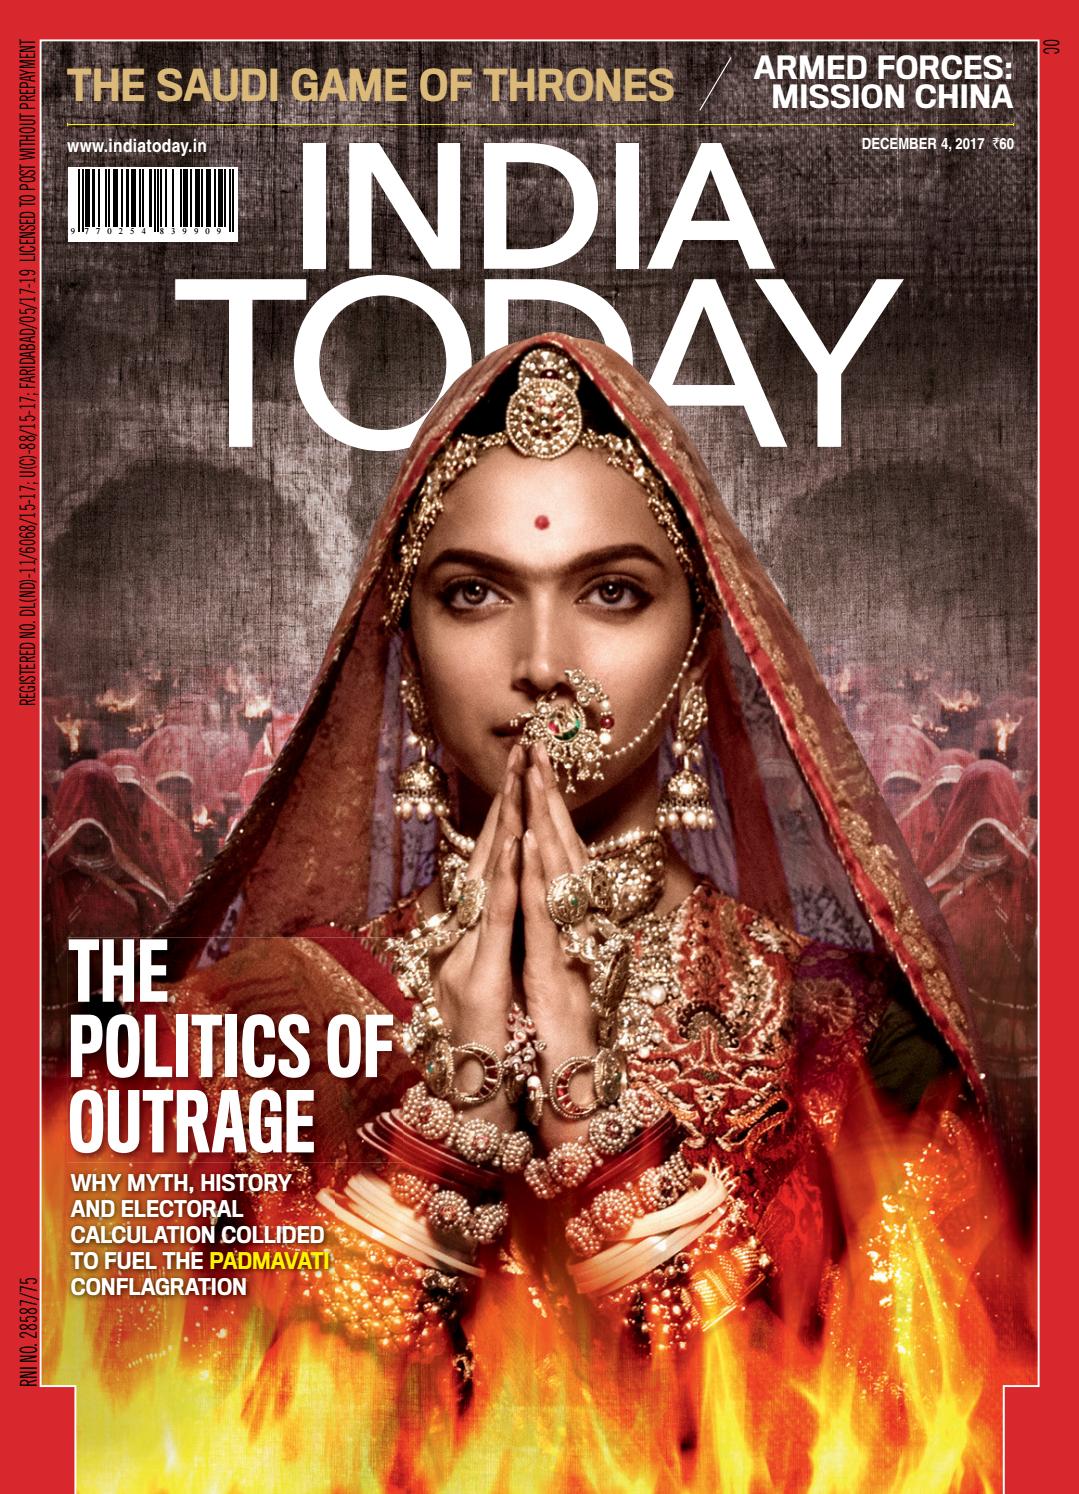 THE SAUDI GAME OF THRONES
ARMED FORCES:
MISSION CHINA
www.indiatoday.in
DECEMBER 4, 2017 ₹60
9 770254 839909
INDIA
TODAY
THE
POLITICS OF
OUTRAGE
WHY MYTH, HISTORY
AND ELECTORAL
CALCULATION COLLIDED
TO FUEL THE PADMAVATI
CONFLAGRATION
REGISTERED NO. DL(ND)-11/6068/15-17; U(C)-88/15-17; FARIDABAD/05/17-19 LICENSED TO POST WITHOUT PREPAYMENT
RNI NO. 28587/75